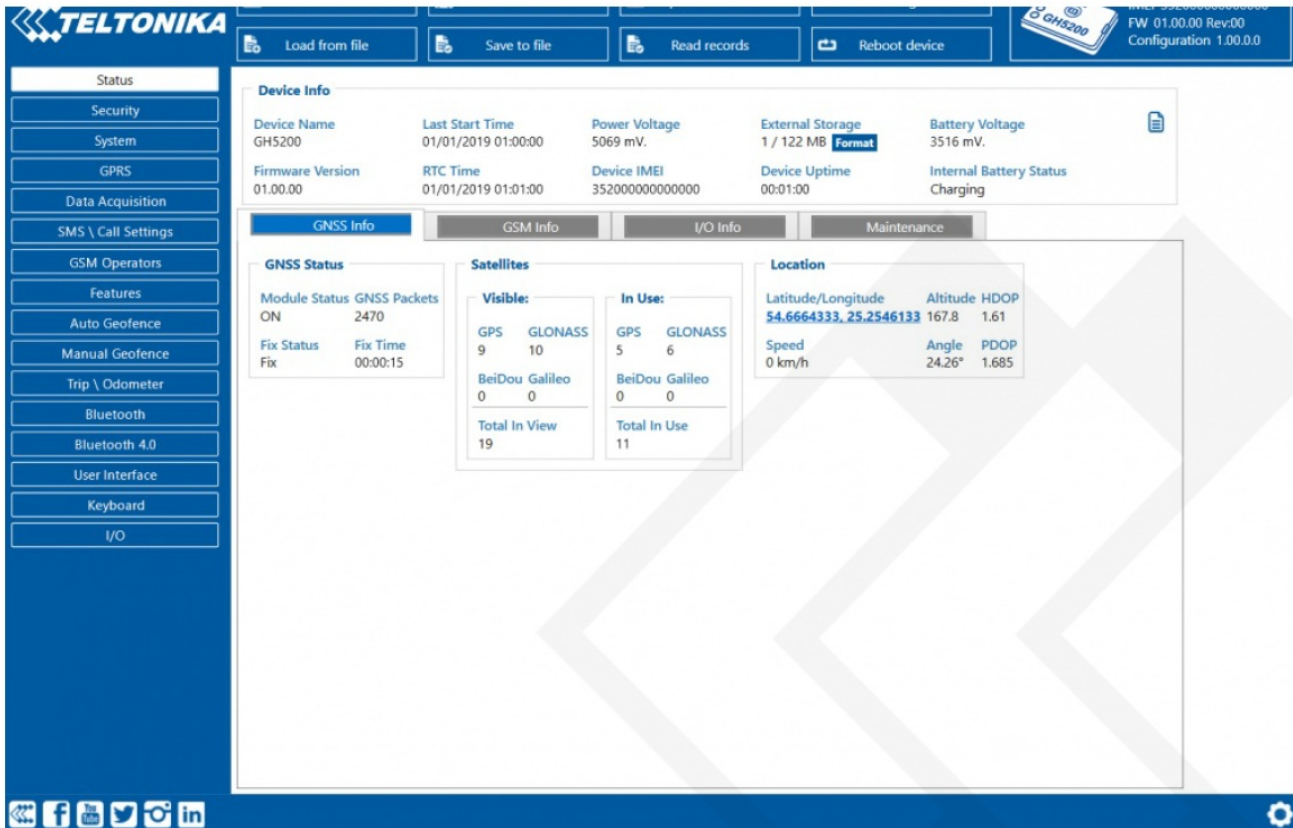 TELTONIKA
Load from file
Save to file
Read records
Reboot device
GH5200
FW 01.00.00 Rev:00
Configuration 1.00.0.0
Status
Security
System
GPRS
Data Acquisition
SMS \ Call Settings
GSM Operators
Features
Auto Geofence
Manual Geofence
Trip \ Odometer
Bluetooth
Bluetooth 4.0
User Interface
Keyboard
I/O
Device Info
Device Name Last Start Time Power Voltage External Storage Battery Voltage
GH5200 01/01/2019 01:00:00 5069 mV. 1 / 122 MB Format 3516 mV.
Firmware Version RTC Time Device IMEI Device Uptime Internal Battery Status
01.00.00 01/01/2019 01:01:00 352000000000000 00:01:00 Charging
GNSS Info GSM Info I/O Info Maintenance
GNSS Status
Module Status GNSS Packets
ON 2470
Fix Status Fix Time
Fix 00:00:15
Satellites
Visible:
GPS GLONASS
9 10
BeiDou Galileo
0 0
Total In View
19
In Use:
GPS GLONASS
5 6
BeiDou Galileo
0 0
Total In Use
11
Location
Latitude/Longitude Altitude HDOP
54.6664333, 25.2546133 167.8 1.61
Speed Angle PDOP
0 km/h 24.26° 1.685
You
Tube
in